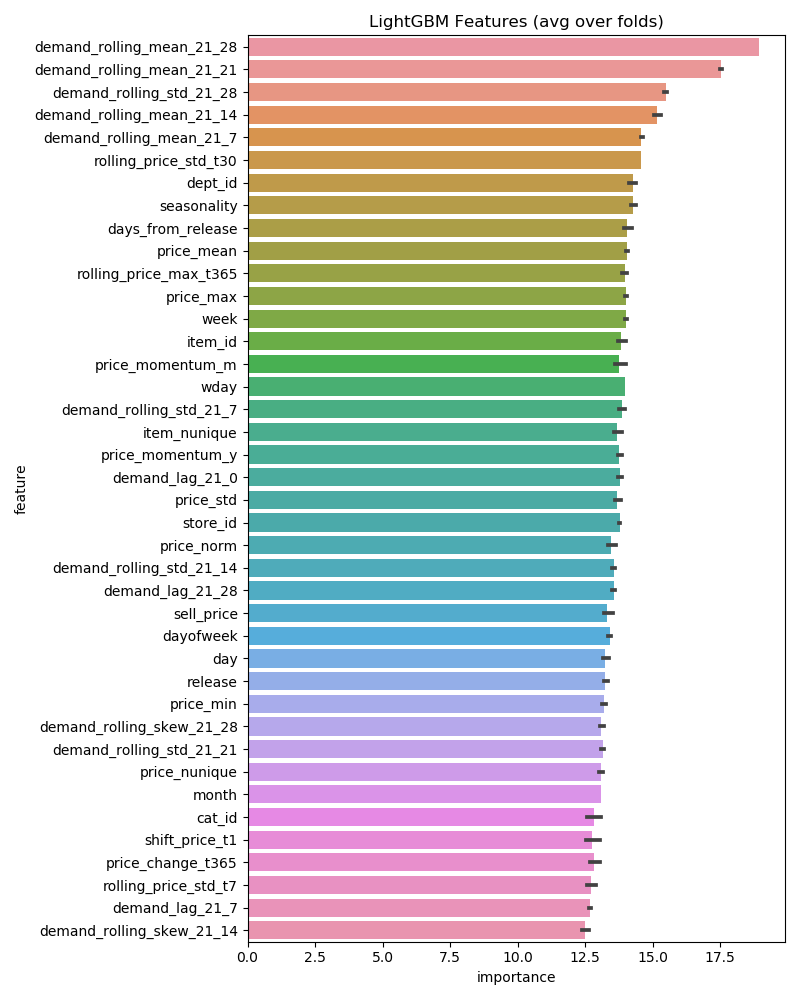 LightGBM Features (avg over folds)
demand_rolling_mean_21_28
demand_rolling_mean_21_21
demand_rolling_std_21_28
demand_rolling_mean_21_14
demand_rolling_mean_21_7
rolling_price_std_t30
dept_id
seasonality
days_from_release
price_mean
rolling_price_max_t365
price_max
week
item_id
price_momentum_m
wday
demand_rolling_std_21_7
item_nunique
price_momentum_y
demand_lag_21_0
price_std
store_id
price_norm
demand_rolling_std_21_14
demand_lag_21_28
sell_price
dayofweek
day
release
price_min
demand_rolling_skew_21_28
demand_rolling_std_21_21
price_nunique
month
cat_id
shift_price_t1
price_change_t365
rolling_price_std_t7
demand_lag_21_7
demand_rolling_skew_21_14
feature
0.0 2.5 5.0 7.5 10.0 12.5 15.0 17.5
importance